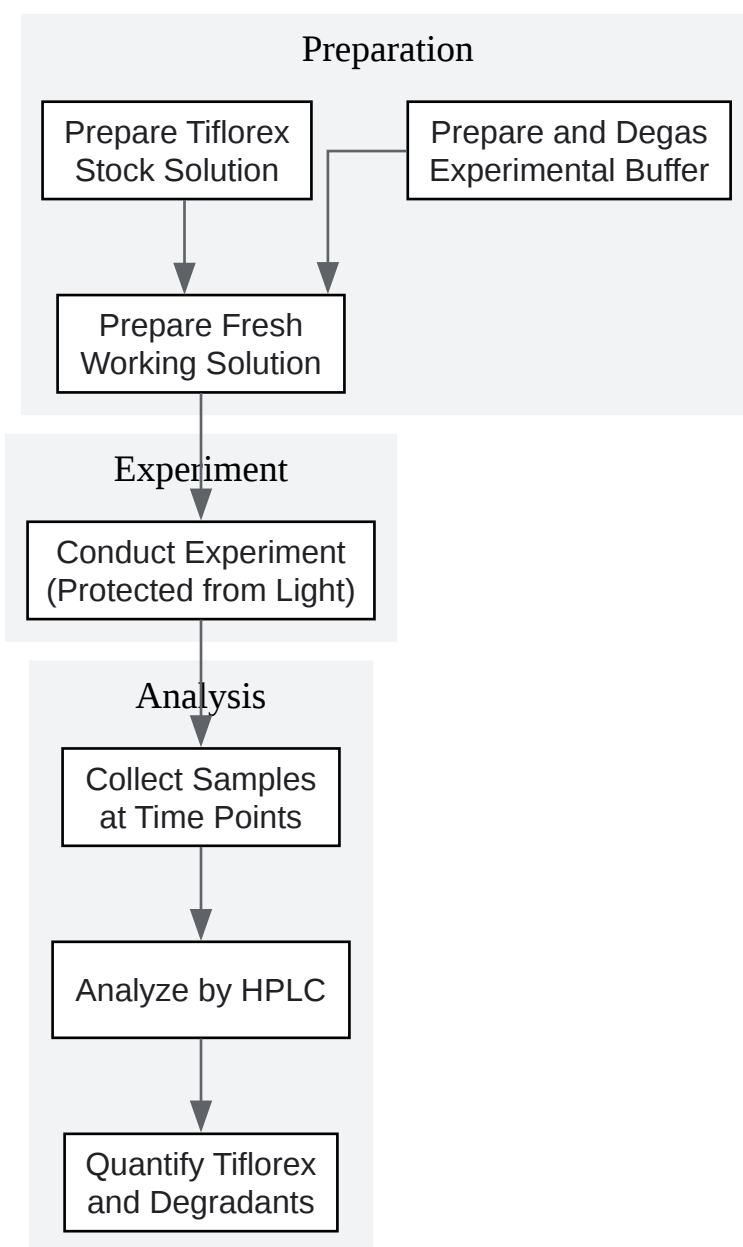 Preparation
Prepare Tiflorex
Stock Solution
Prepare and Degas
Experimental Buffer
Prepare Fresh
Working Solution
Experiment
Conduct Experiment
(Protected from Light)
Analysis
Collect Samples
at Time Points
Analyze by HPLC
Quantify Tiflorex
and Degradants